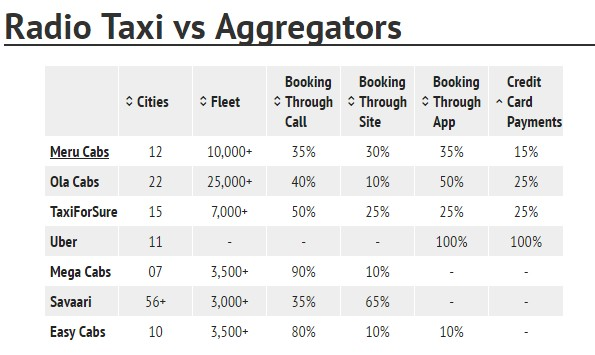 Radio Taxi vs Aggregators
Cities Fleet Booking Through Call Booking Through Site Booking Through App Credit Card Payments
Meru Cabs 12 10,000+ 35% 30% 35% 15%
Ola Cabs 22 25,000+ 40% 10% 50% 25%
TaxiForSure 15 7,000+ 50% 25% 25% 25%
Uber 11 - - - 100% 100%
Mega Cabs 07 3,500+ 90% 10% - -
Savaari 56+ 3,000+ 35% 65% - -
Easy Cabs 10 3,500+ 80% 10% 10% -